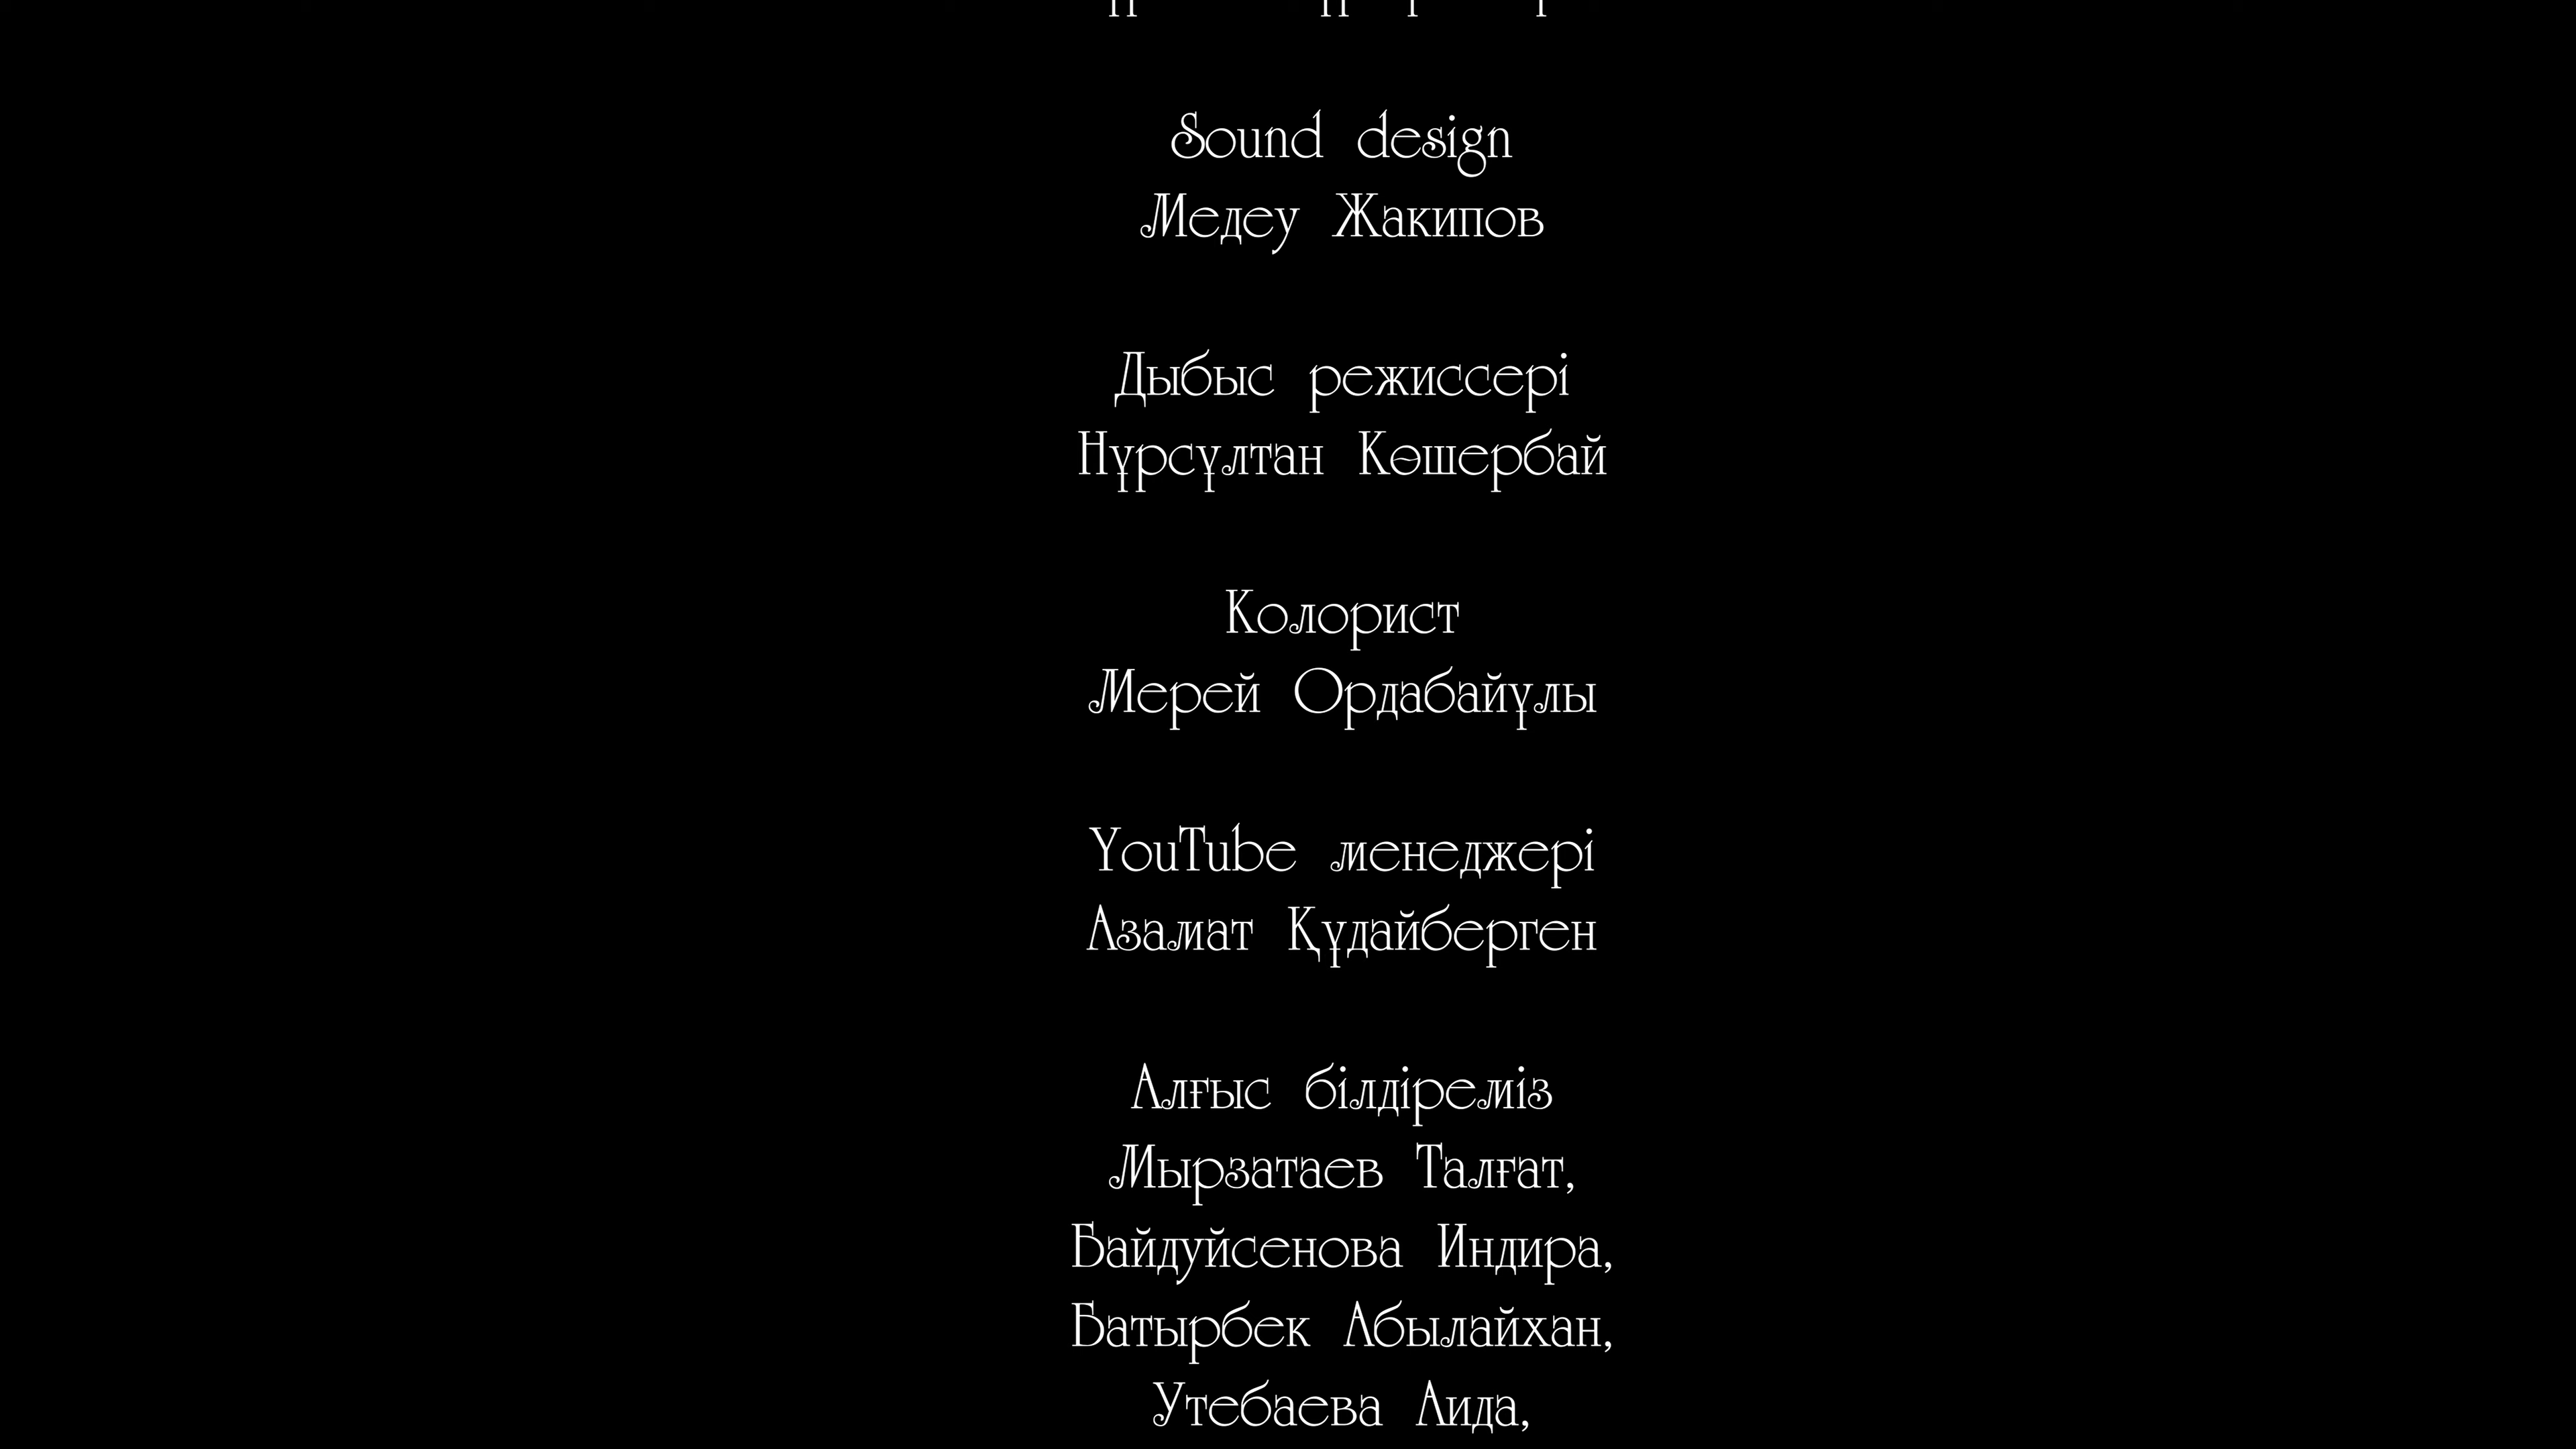 Sound design
Медеу Жакипов
Дыбыс режиссері
Нұрсұлтан Көшербай
Колорист
Мерей Ордабайұлы
YouTube менеджері
Азамат Құдайберген
Алғыс білдіреміз
Мырзатаев Талғат,
Байдуйсенова Индира,
Батырбек Абылайхан,
Утебаева Аида,